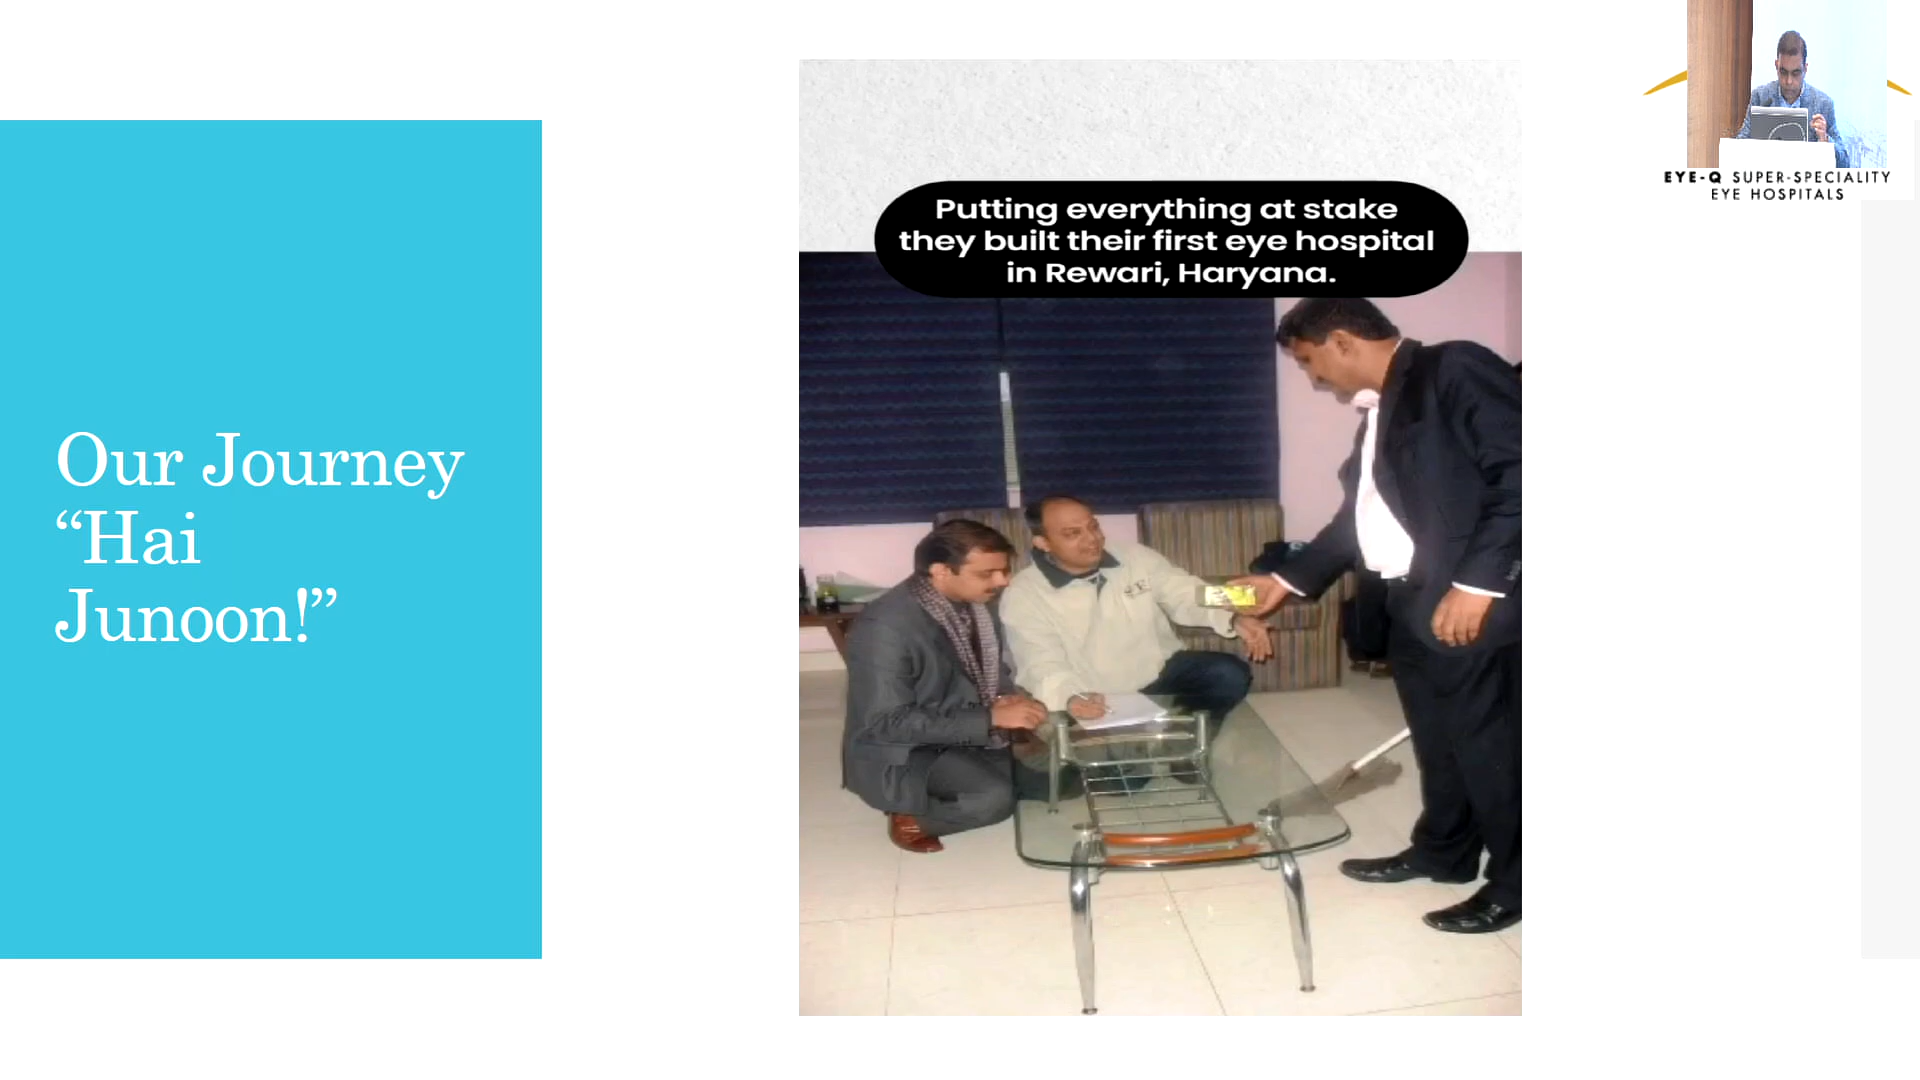 Our Journey
“Hai
Junoon!”
Putting everything at stake
they built their first eye hospital
in Rewari, Haryana.
EYE-Q SUPER-SPECIALITY
EYE HOSPITALS